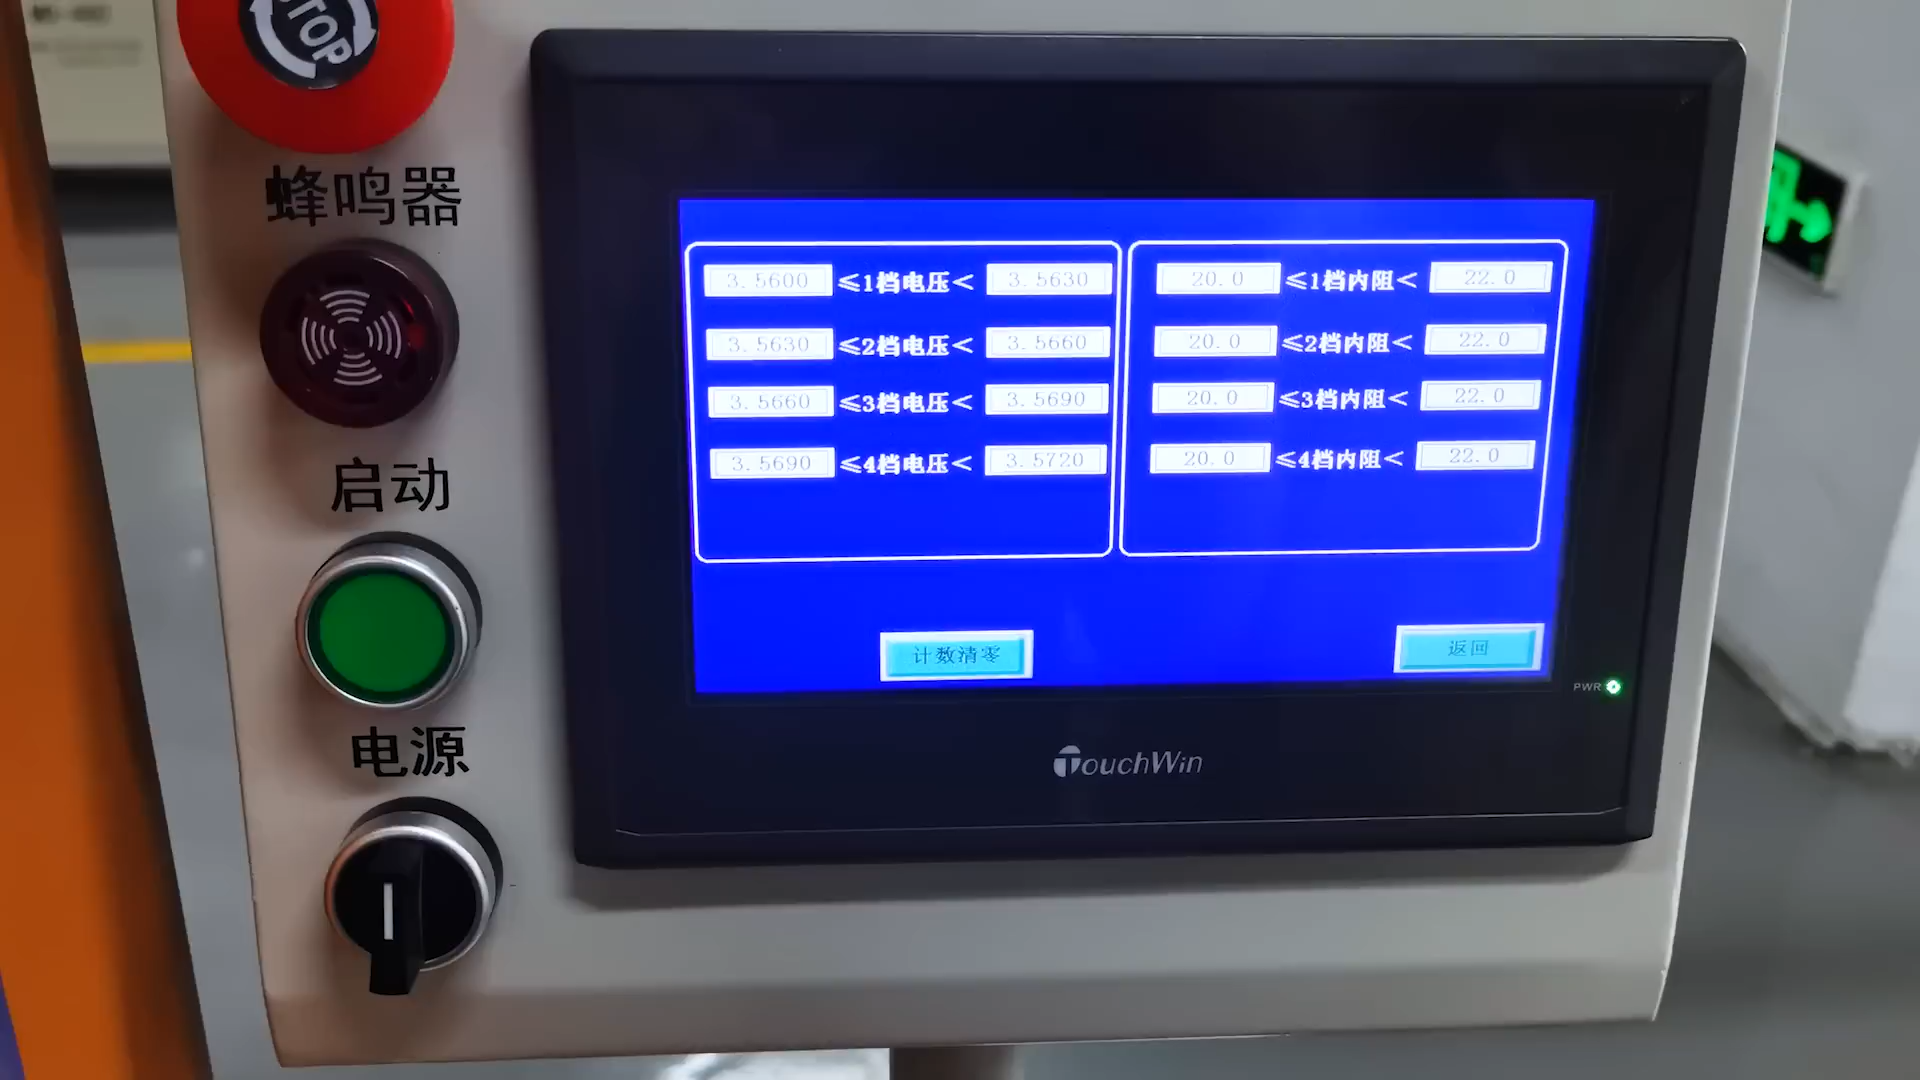 STOP
蜂鸣器
启动
电源
3.5600 ≤1档电压< 3.5630
3.5630 ≤2档电压< 3.5660
3.5660 ≤3档电压< 3.5690
3.5690 ≤4档电压< 3.5720
20.0 ≤1档内阻< 22.0
20.0 ≤2档内阻< 22.0
20.0 ≤3档内阻< 22.0
20.0 ≤4档内阻< 22.0
计数清零
返回
PWR
TouchWin